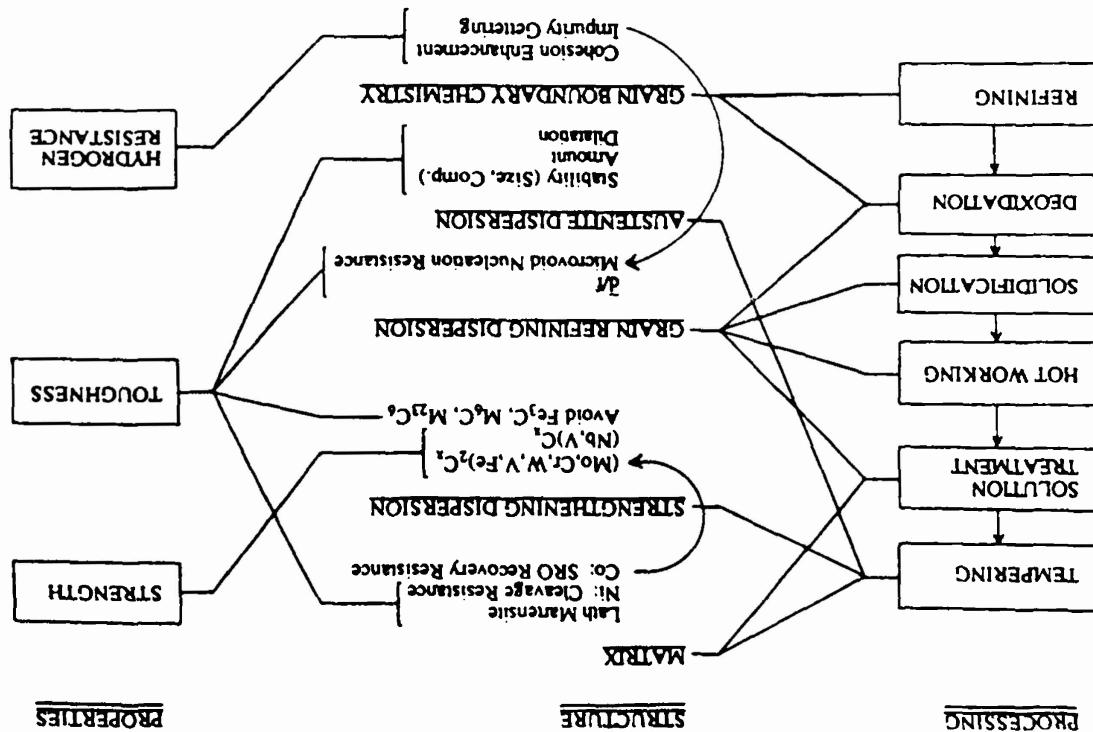 PROCESSING
STRUCTURE
PROPERTIES
TEMPERING
SOLUTION
TREATMENT
HOT WORKING
SOLIDIFICATION
DEOXIDATION
REFINING
MATRIX
Lath Martensite
Ni: Cleavage Resistance
Co: SRO Recovery Resistance
STRENGTHENING DISPERSION
(Mo,Cr,W,V,Fe)₂Cₓ
(Nb,V)Cₓ
Avoid Fe₃C, M₆C, M₂₃C₆
GRAIN REFINING DISPERSION
d̄/f
Microvoid Nucleation Resistance
AUSTENITE DISPERSION
Stability (Size, Comp.)
Amount
Dilatation
GRAIN BOUNDARY CHEMISTRY
Cohesion Enhancement
Impurity Gettering
STRENGTH
TOUGHNESS
HYDROGEN
RESISTANCE